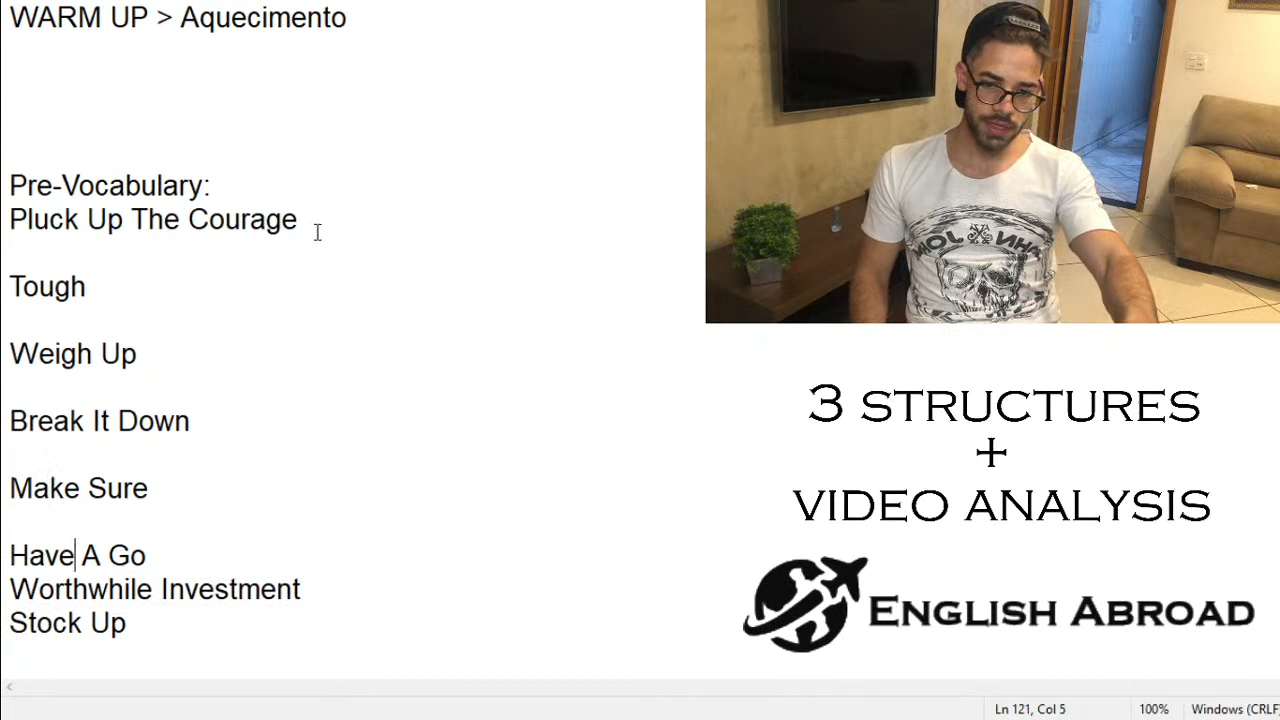 WARM UP > Aquecimento
Pre-Vocabulary:
Pluck Up The Courage
Tough
Weigh Up
Break It Down
Make Sure
Have A Go
Worthwhile Investment
Stock Up
3 STRUCTURES
+
VIDEO ANALYSIS
ENGLISH ABROAD
Ln 121, Col 5
100%
Windows (CRLF